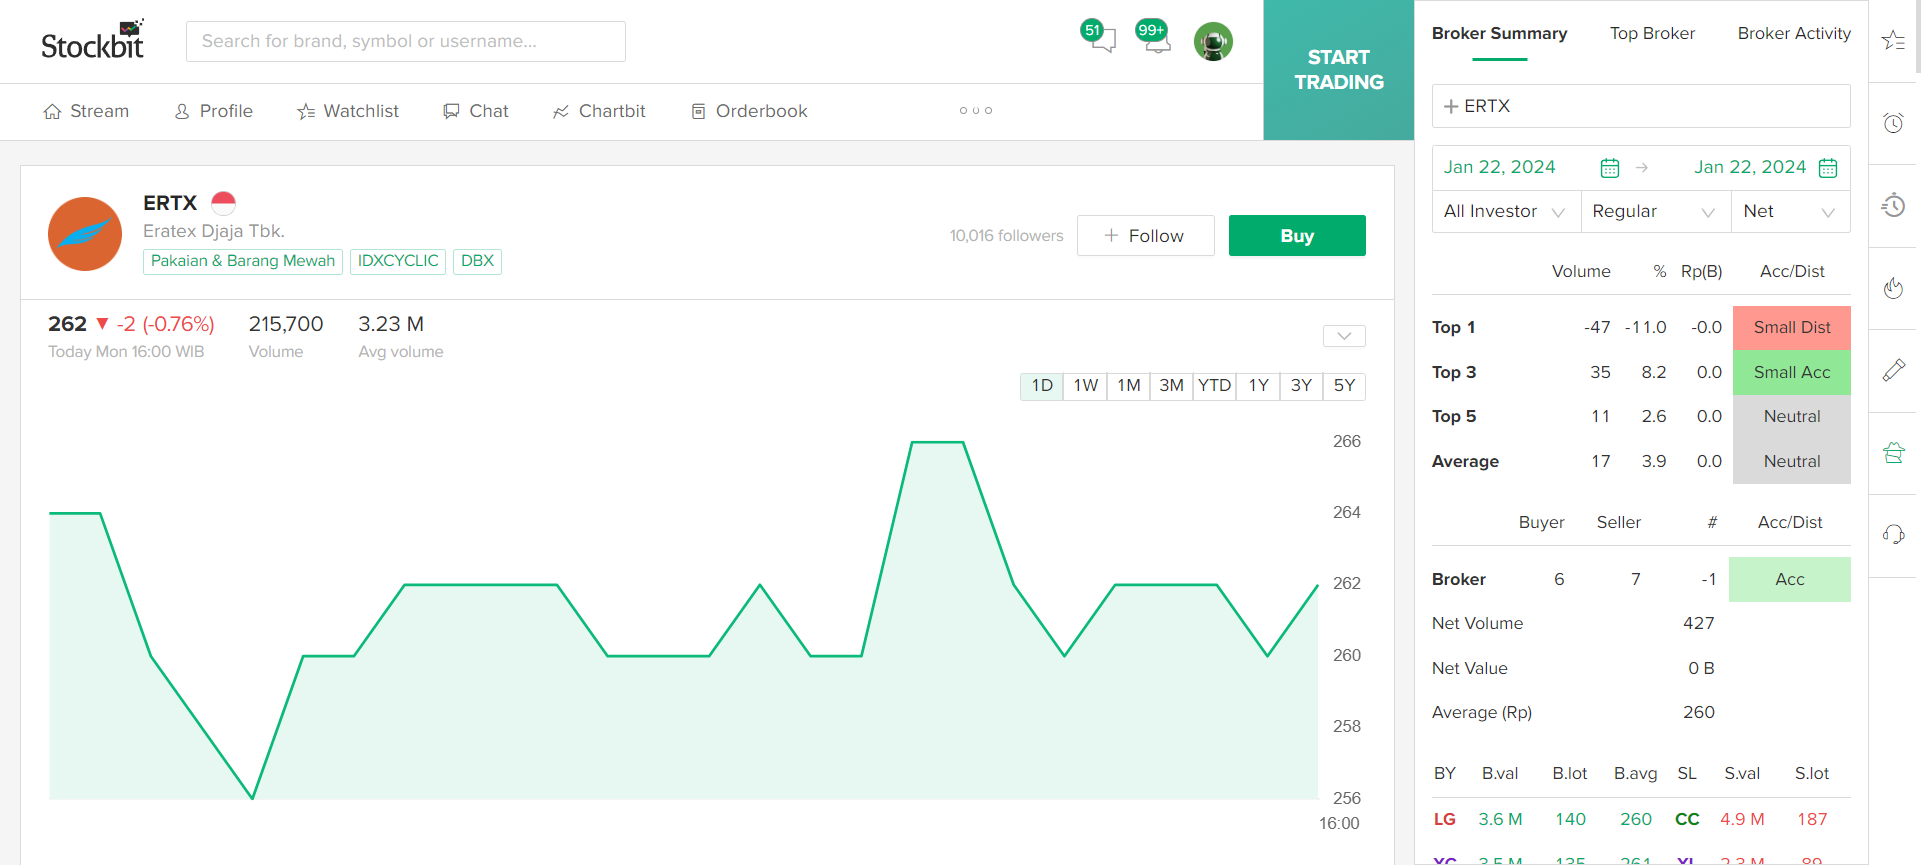 Stockbit
Search for brand, symbol or username...
51
99+
START
TRADING
Stream
Profile
Watchlist
Chat
Chartbit
Orderbook
ERTX
Eratex Djaja Tbk.
Pakaian & Barang Mewah
IDXCYCLIC
DBX
10,016 followers
+ Follow
Buy
262 ▼ -2 (-0.76%)
215,700
3.23 M
Today Mon 16:00 WIB
Volume
Avg volume
1D 1W 1M 3M YTD 1Y 3Y 5Y
266
264
262
260
258
256
16:00
Broker Summary
Top Broker
Broker Activity
+ ERTX
Jan 22, 2024 → Jan 22, 2024
All Investor
Regular
Net
Volume % Rp(B) Acc/Dist
Top 1 -47 -11.0 -0.0 Small Dist
Top 3 35 8.2 0.0 Small Acc
Top 5 11 2.6 0.0 Neutral
Average 17 3.9 0.0 Neutral
Buyer Seller # Acc/Dist
Broker 6 7 -1 Acc
Net Volume 427
Net Value 0 B
Average (Rp) 260
BY B.val B.lot B.avg SL S.val S.lot
LG 3.6 M 140 260 CC 4.9 M 187